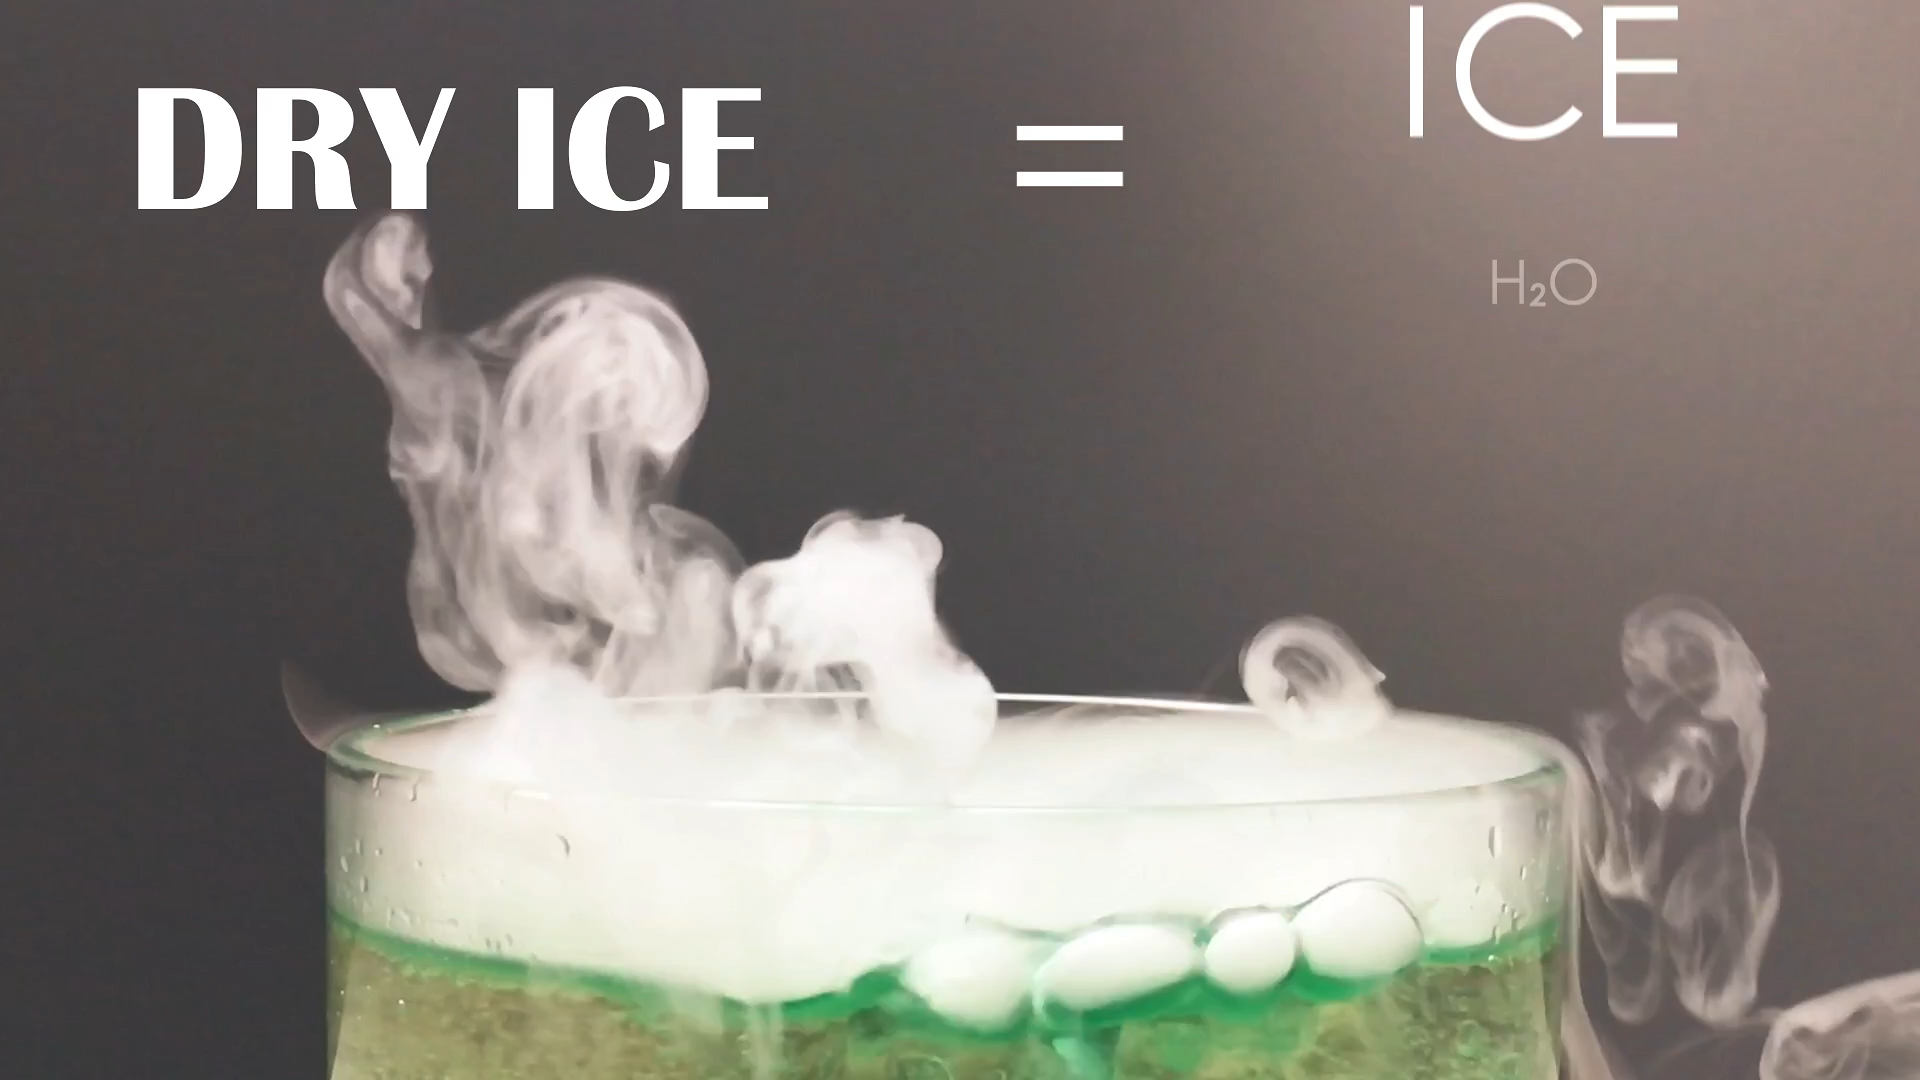 DRY ICE = ICE
H₂O